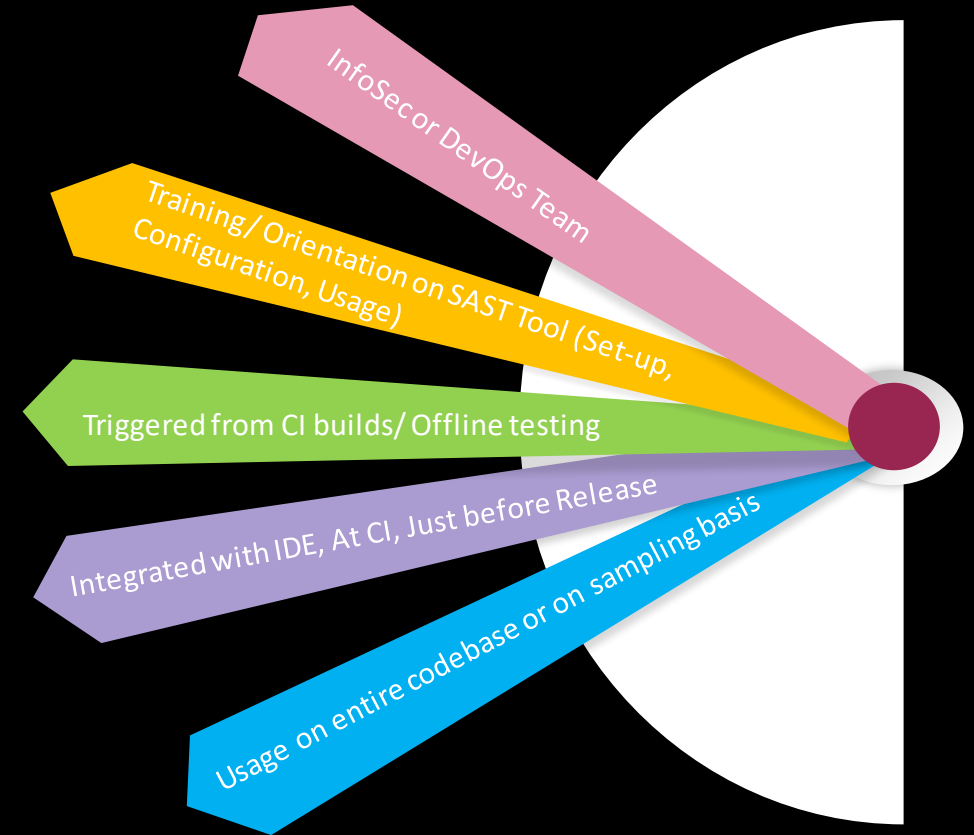 InfoSec or DevOps Team
Training/ Orientation on SAST Tool (Set-up,
Configuration, Usage)
Triggered from CI builds/ Offline testing
Integrated with IDE, At CI, Just before Release
Usage on entire codebase or on sampling basis